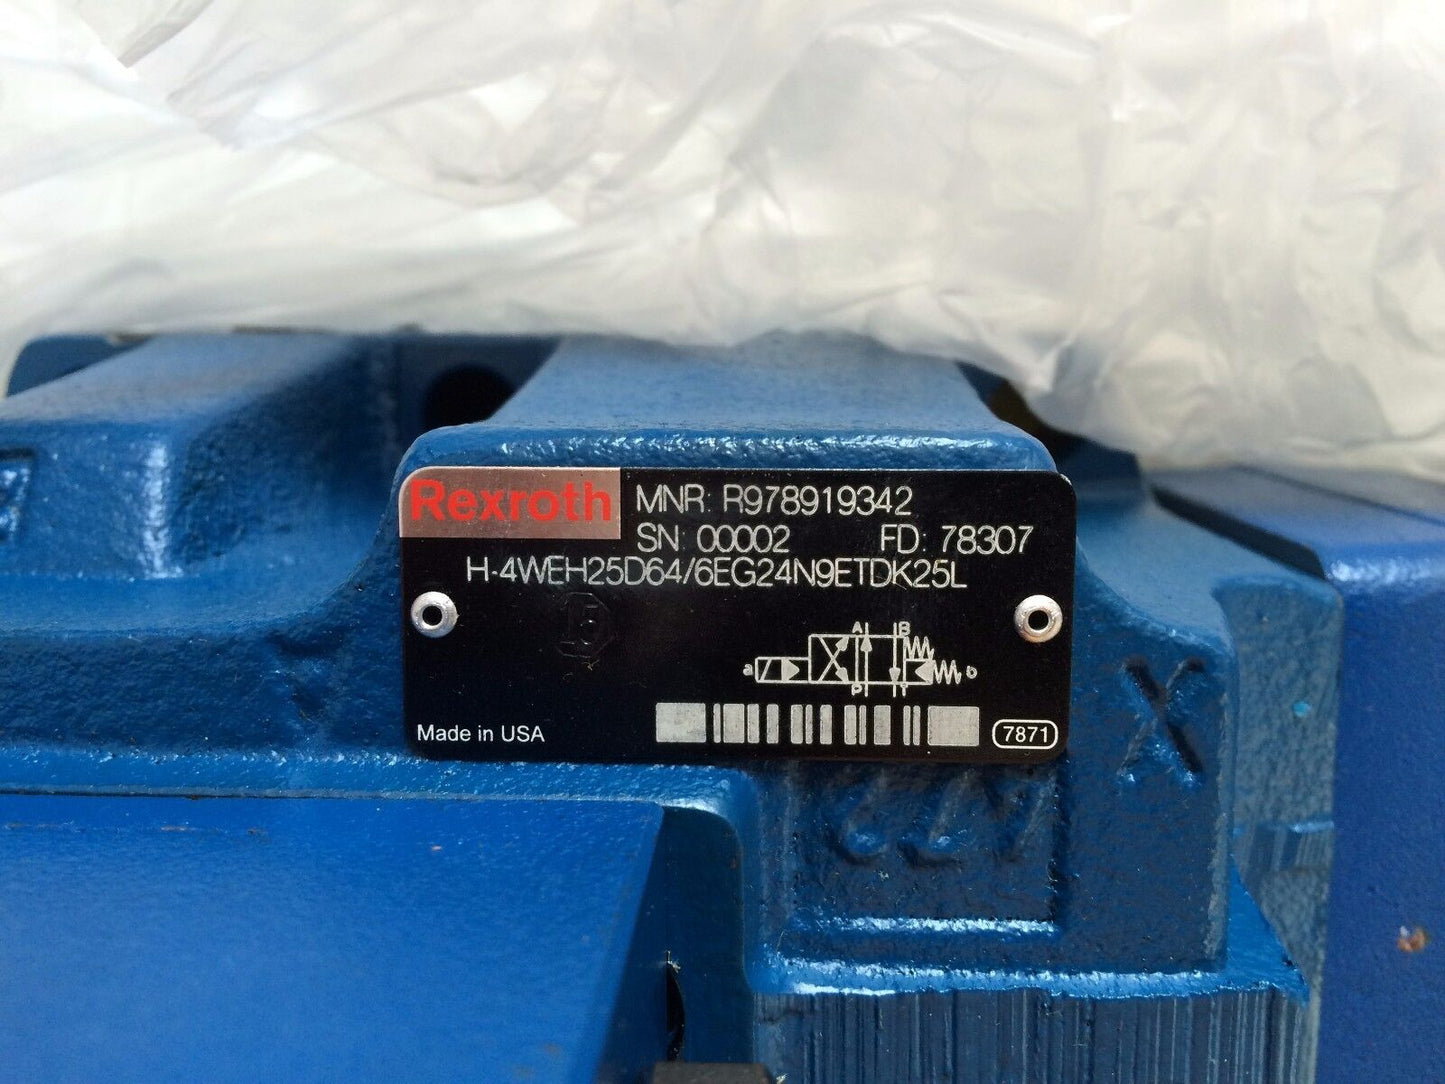 Rexroth
MNR: R978919342
SN: 00002 FD: 78307
H-4WEH25D64/6EG24N9ETDK25L
A B
a b
P T
Made in USA
7871
X